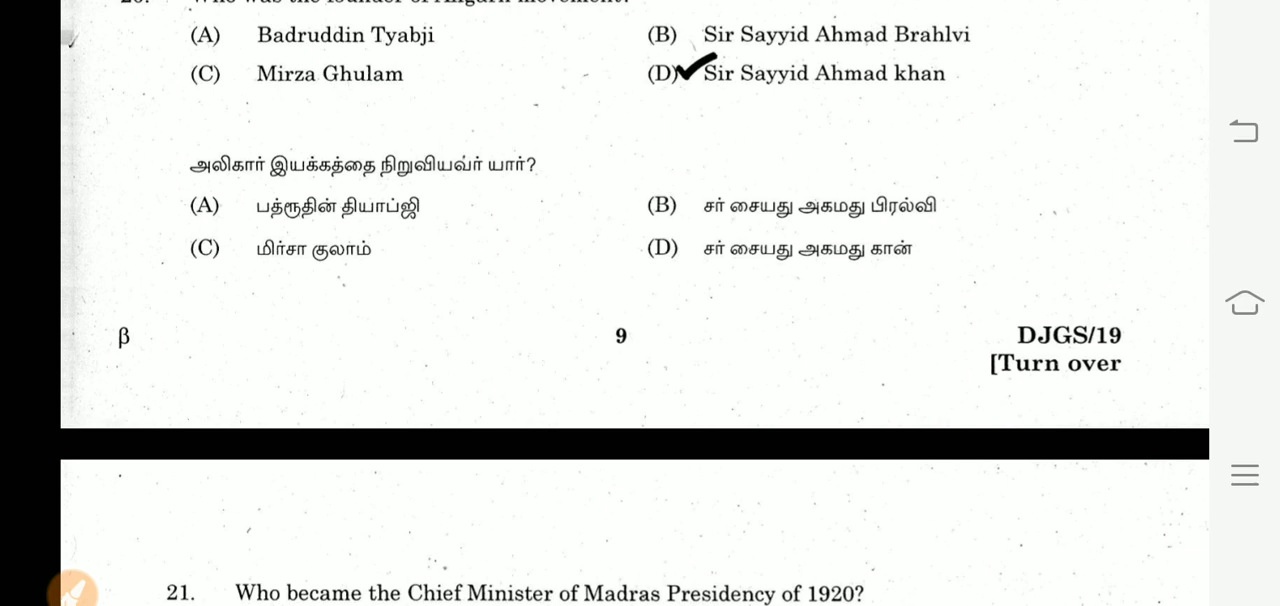 (A) Badruddin Tyabji (B) Sir Sayyid Ahmad Brahlvi
(C) Mirza Ghulam (D) Sir Sayyid Ahmad khan
அலிகார் இயக்கத்தை நிறுவியவர் யார்?
(A) பத்ருதின் தியாப்ஜி (B) சர் சையது அகமது பிரல்வி
(C) மிர்சா குலாம் (D) சர் சையது அகமது கான்
β 9 DJGS/19
[Turn over
21. Who became the Chief Minister of Madras Presidency of 1920?